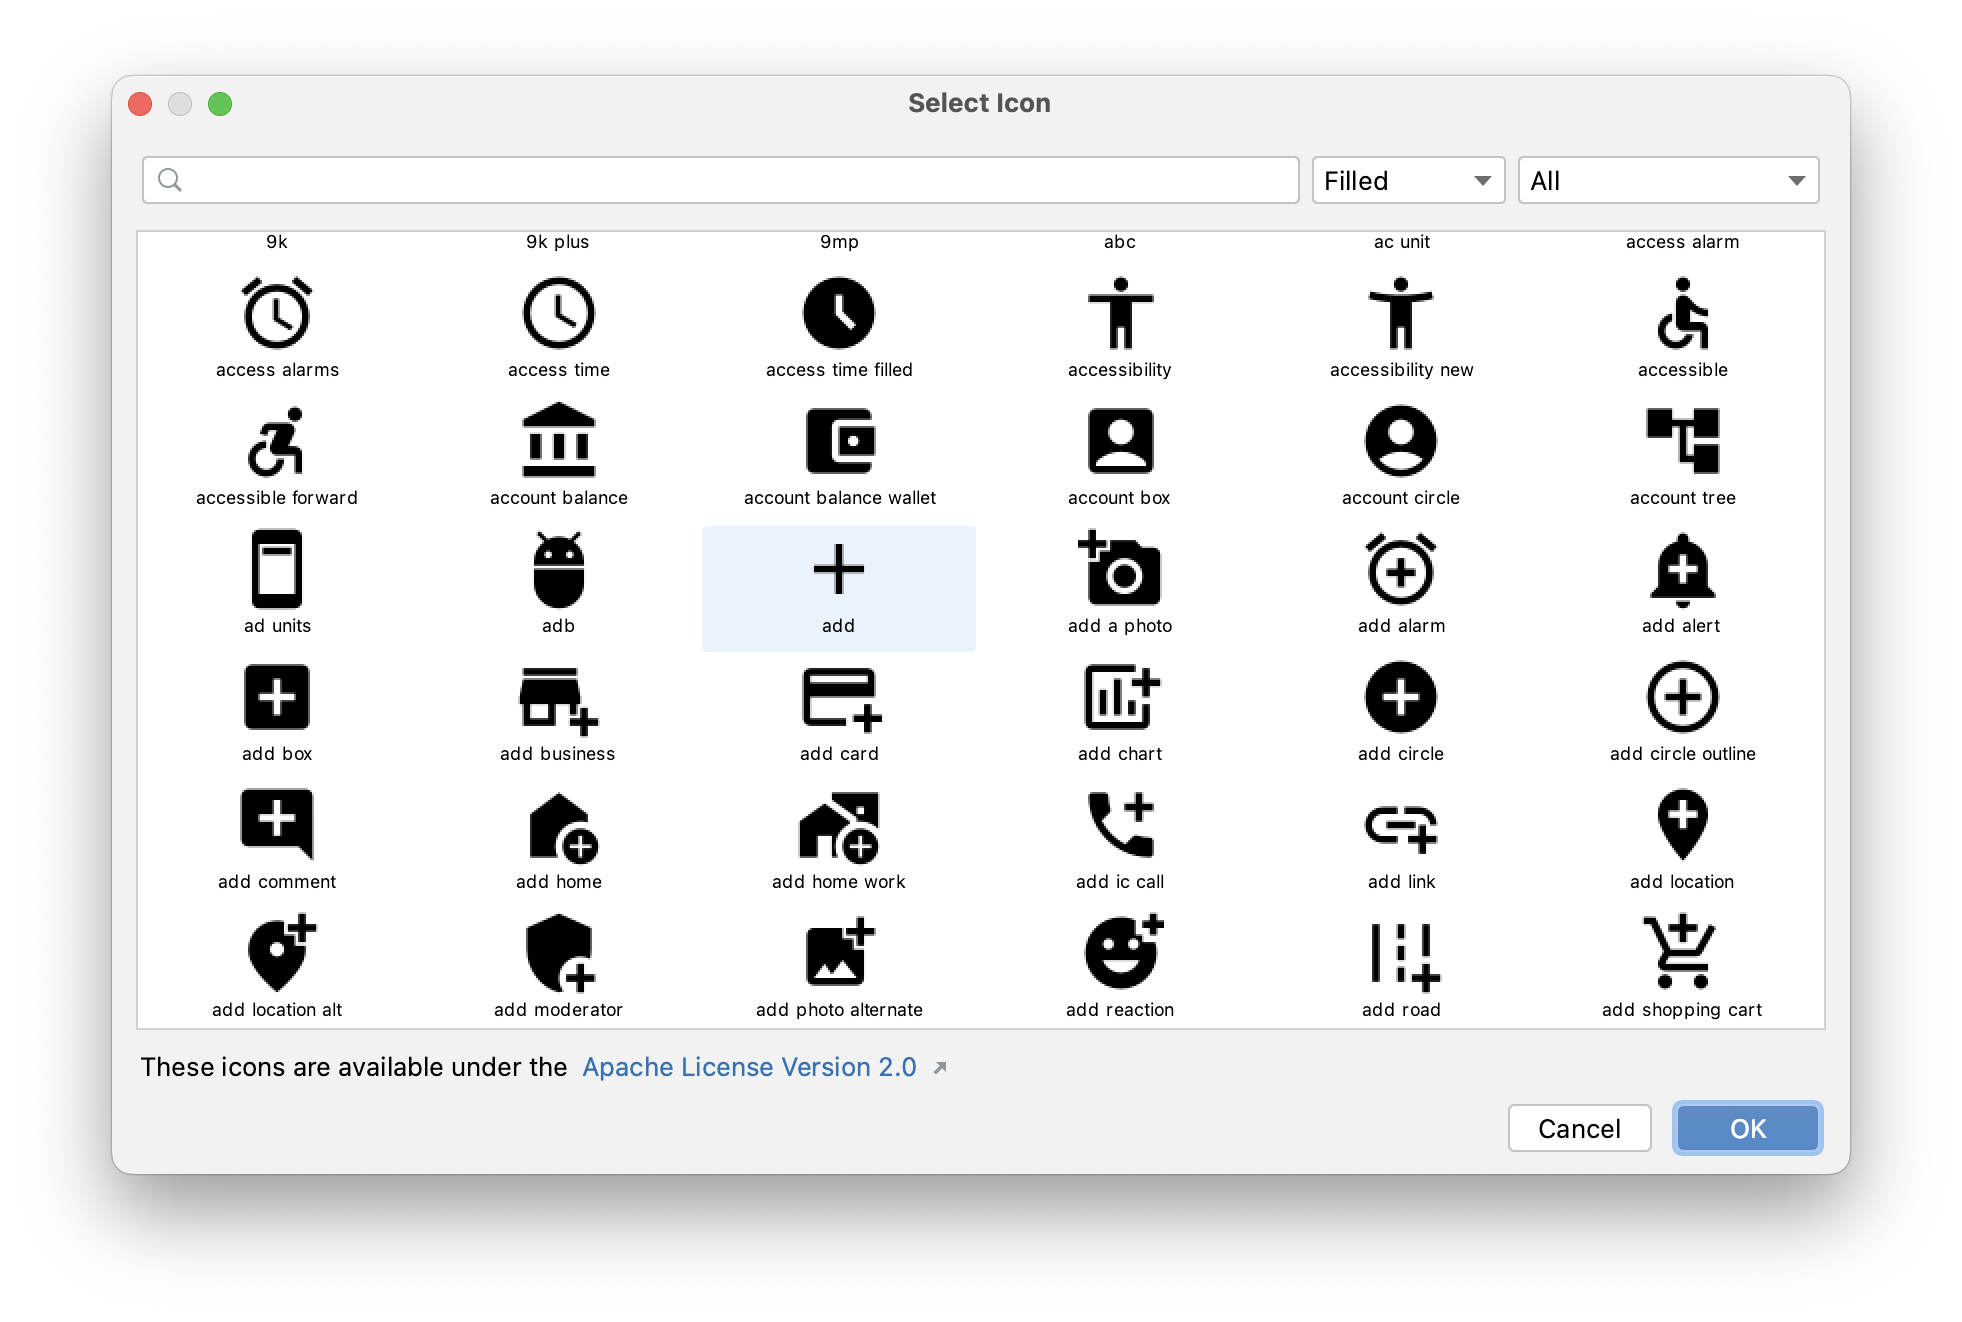 Select Icon
Filled
All
9k
9k plus
9mp
abc
ac unit
access alarm
access alarms
access time
access time filled
accessibility
accessibility new
accessible
accessible forward
account balance
account balance wallet
account box
account circle
account tree
ad units
adb
add
add a photo
add alarm
add alert
add box
add business
add card
add chart
add circle
add circle outline
add comment
add home
add home work
add ic call
add link
add location
add location alt
add moderator
add photo alternate
add reaction
add road
add shopping cart
These icons are available under the Apache License Version 2.0
Cancel
OK